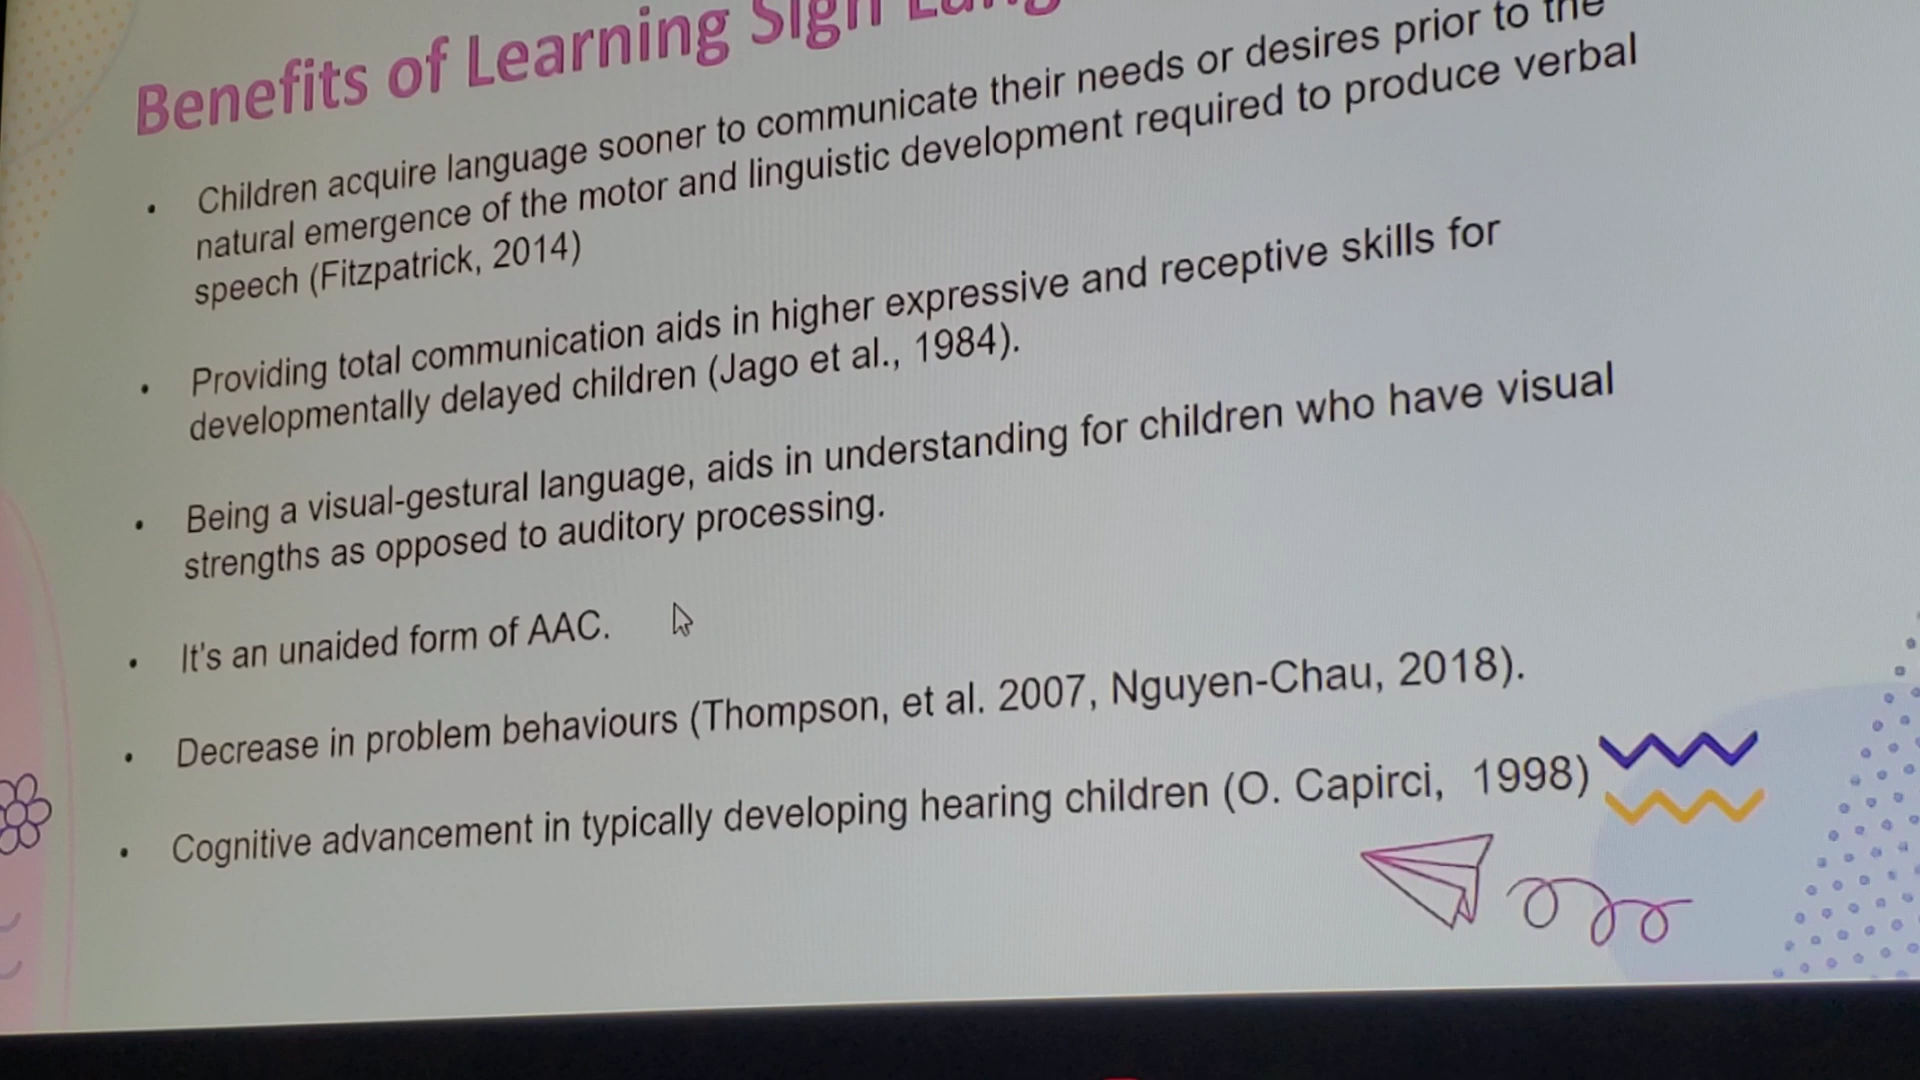 Benefits of Learning Sign Lang
Children acquire language sooner to communicate their needs or desires prior to the
natural emergence of the motor and linguistic development required to produce verbal
speech (Fitzpatrick, 2014)
Providing total communication aids in higher expressive and receptive skills for
developmentally delayed children (Jago et al., 1984).
Being a visual-gestural language, aids in understanding for children who have visual
strengths as opposed to auditory processing.
It's an unaided form of AAC.
Decrease in problem behaviours (Thompson, et al. 2007, Nguyen-Chau, 2018).
Cognitive advancement in typically developing hearing children (O. Capirci, 1998)